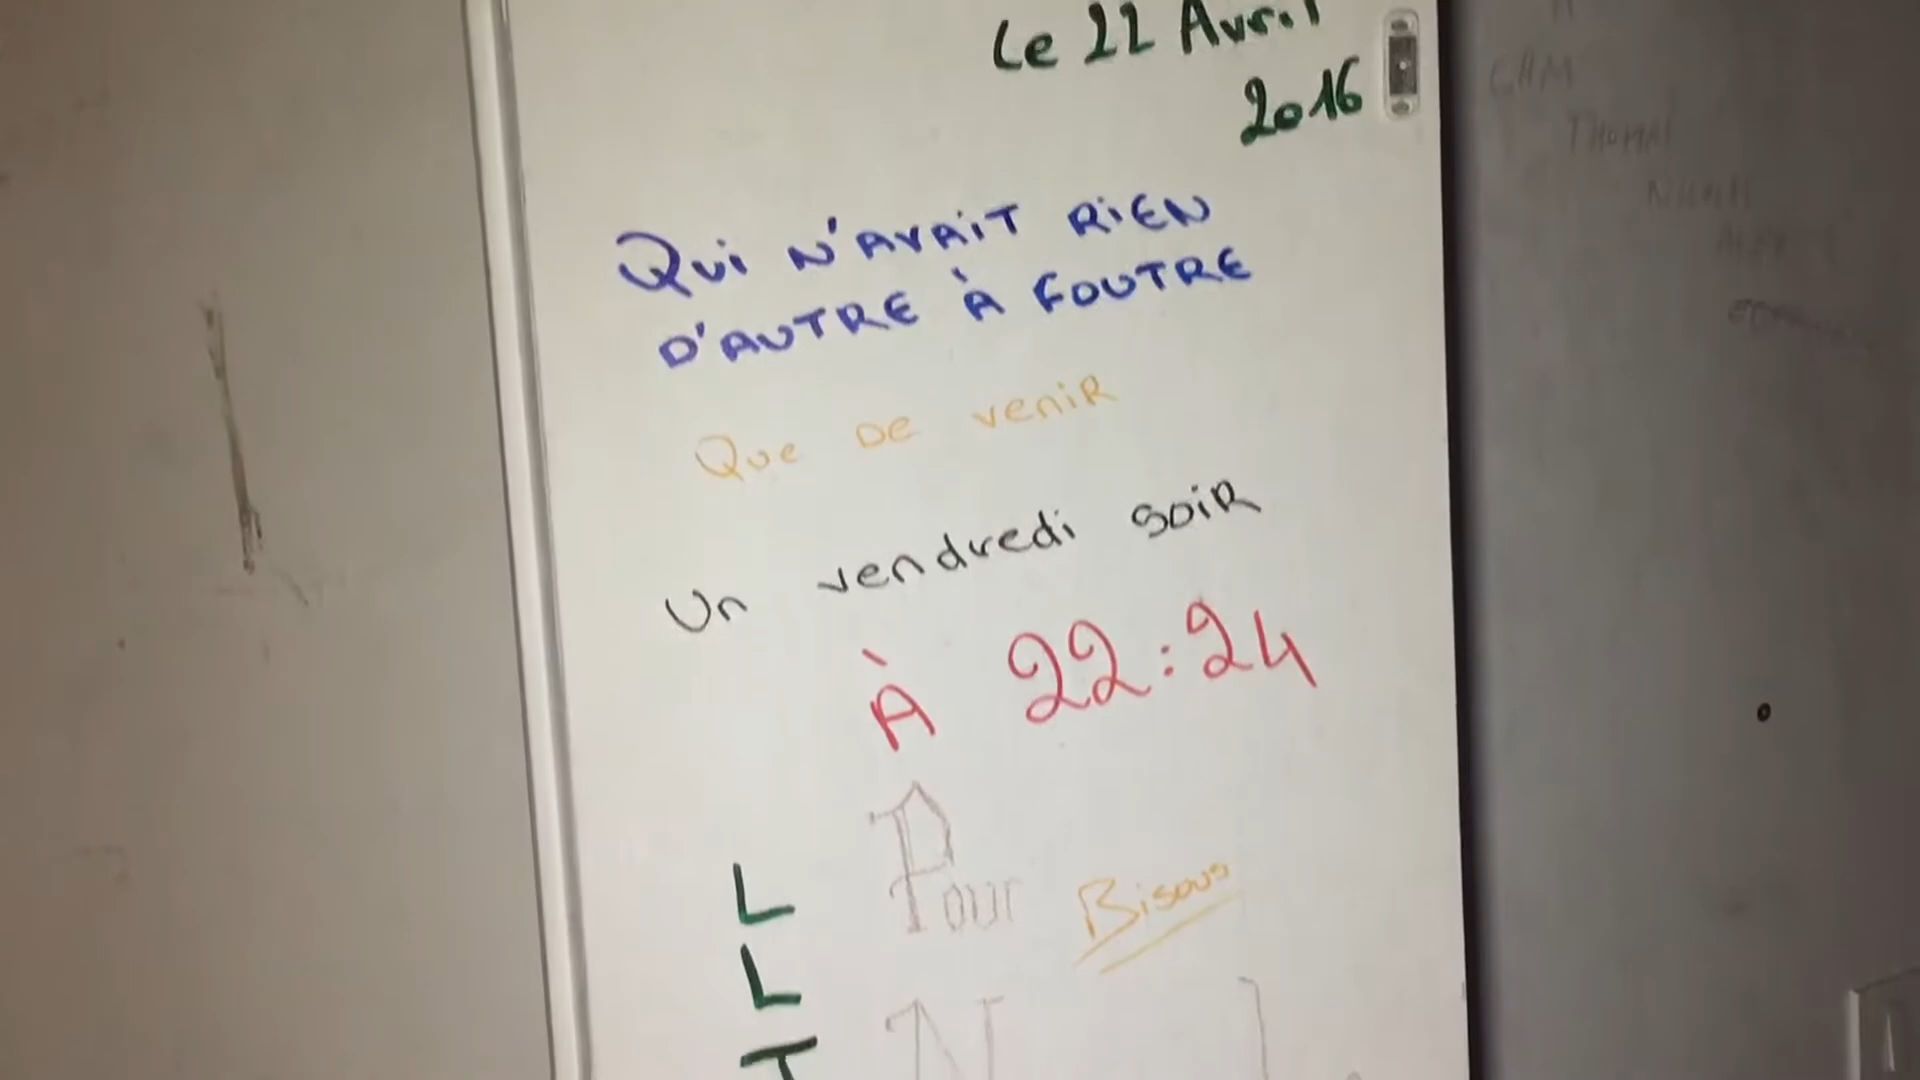 Le 22 Avril
2016
Qui N'AVAIT RIEN
D'AUTRE À FOUTRE
Que De venir
Un vendredi soir
À 22:24
L
Pour
Bisous
L
T
N
THOMAS